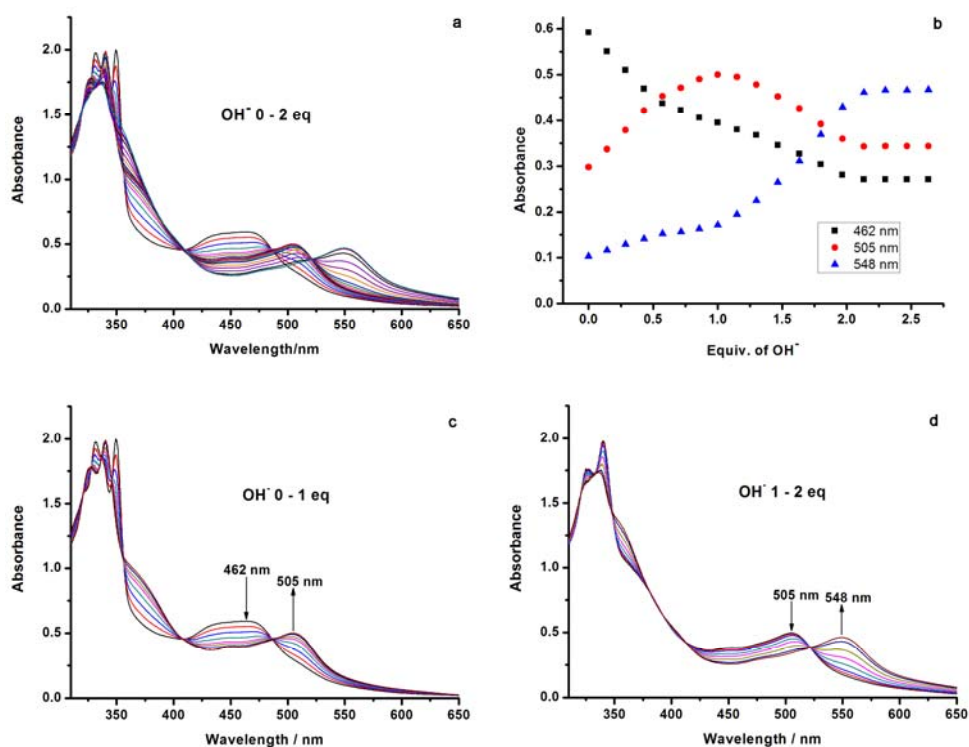 a
2.0
1.5
1.0
0.5
0.0
Absorbance
OH⁻ 0 - 2 eq
350 400 450 500 550 600 650
Wavelength/nm
b
0.6
0.5
0.4
0.3
0.2
0.1
0.0
Absorbance
462 nm
505 nm
548 nm
0.0 0.5 1.0 1.5 2.0 2.5
Equiv. of OH⁻
c
2.0
1.5
1.0
0.5
0.0
Absorbance
OH⁻ 0 - 1 eq
462 nm
505 nm
350 400 450 500 550 600 650
Wavelength / nm
d
2.0
1.5
1.0
0.5
0.0
Absorbance
OH⁻ 1 - 2 eq
505 nm
548 nm
350 400 450 500 550 600 650
Wavelength / nm